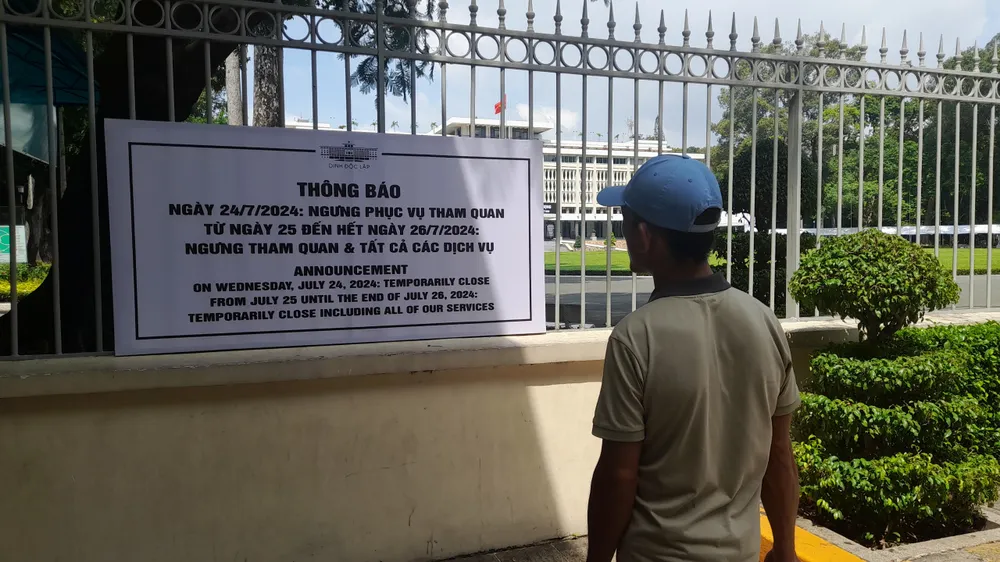 DINH ĐỘC LẬP
THÔNG BÁO
NGÀY 24/7/2024: NGƯNG PHỤC VỤ THAM QUAN
TỪ NGÀY 25 ĐẾN HẾT NGÀY 26/7/2024:
NGƯNG THAM QUAN & TẤT CẢ CÁC DỊCH VỤ
ANNOUNCEMENT
ON WEDNESDAY, JULY 24, 2024: TEMPORARILY CLOSE
FROM JULY 25 UNTIL THE END OF JULY 26, 2024:
TEMPORARILY CLOSE INCLUDING ALL OF OUR SERVICES